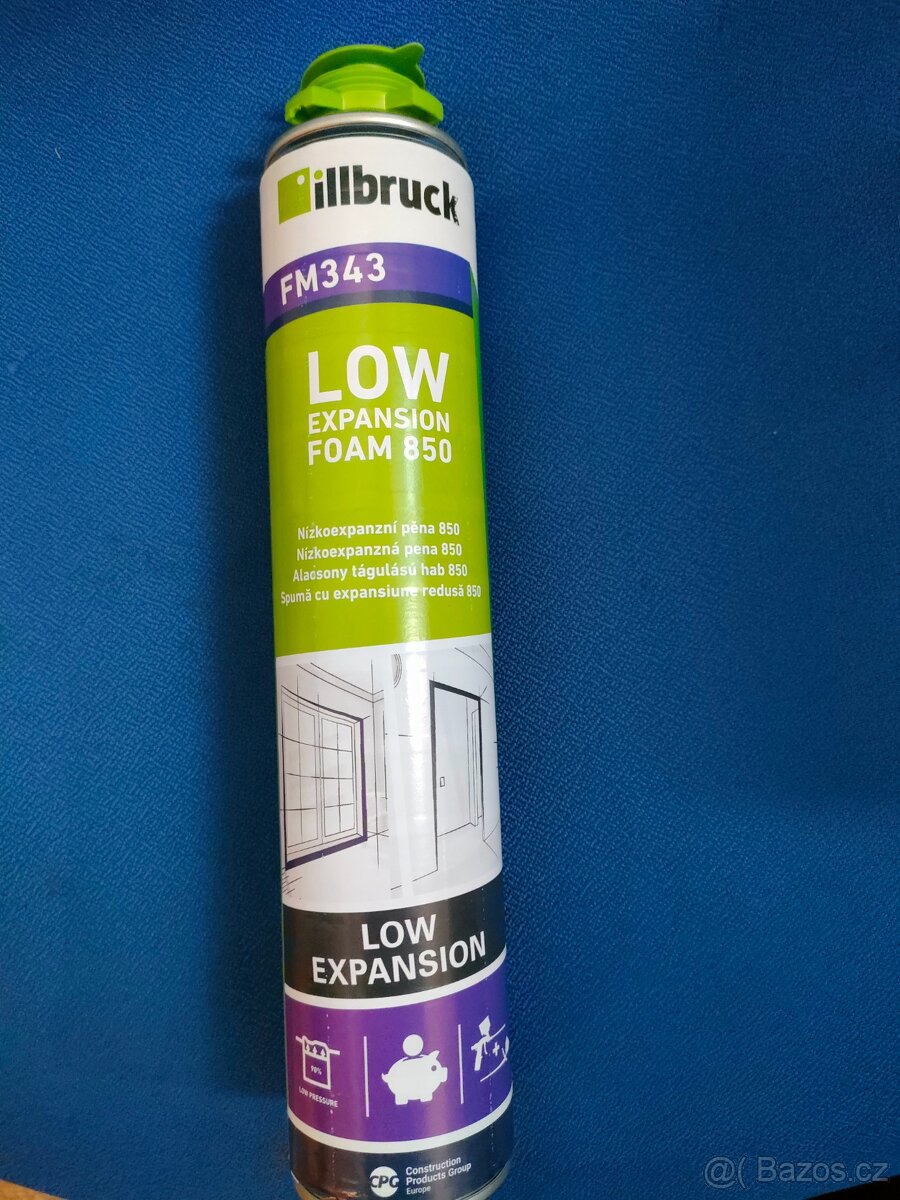 illbruck
FM343
LOW
EXPANSION
FOAM 850
Nízkoexpanzní pěna 850
Nízkoexpanzná pena 850
Alacsony tágulású hab 850
Spumă cu expansiune redusă 850
LOW
EXPANSION
90%
LOW PRESSURE
CPG
Construction
Products Group
Europe
@( Bazos.cz